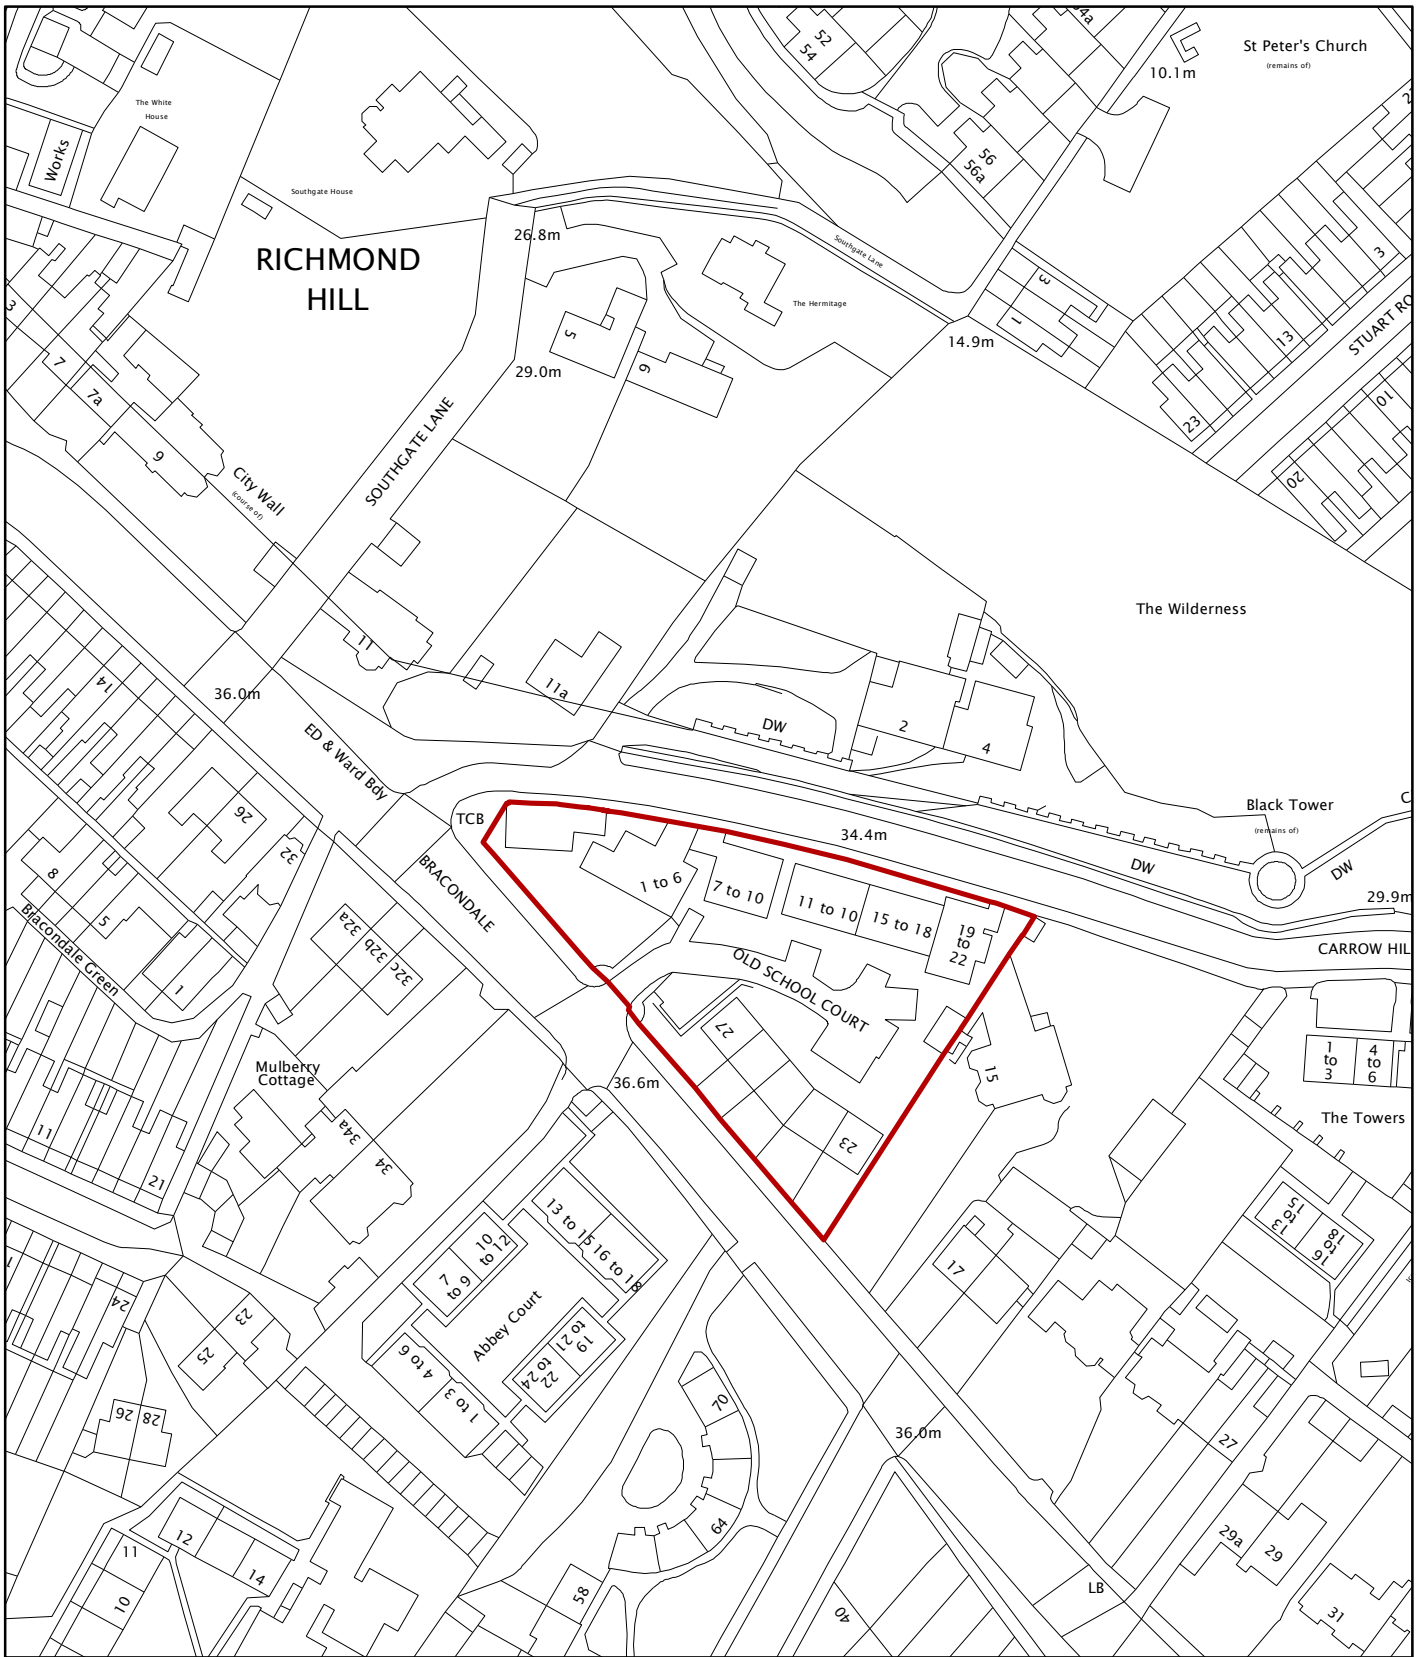 52
54
54a
St Peter's Church
(remains of)
10.1m
The White
House
Works
56
56a
Southgate House
26.8m
Southgate Lane
RICHMOND
HILL
3
The Hermitage
3
1
3
5
14.9m
13
STUART RO
7
29.0m
9
7a
10
23
SOUTHGATE LANE
9
City Wall
(course of)
20
The Wilderness
11
11a
14
36.0m
DW
2
4
ED & Ward Bdy
26
TCB
34.4m
Black Tower
(remains of)
C
32
8
BRACONDALE
1 to 6
7 to 10
DW
DW
11 to 10
15 to 18
29.9m
5
Bracondale Green
32a
32b
32c
19
to
22
CARROW HIL
OLD SCHOOL COURT
1
27
1
to
3
4
to
6
Mulberry
Cottage
36.6m
15
The Towers
11
34a
34
23
21
13 to 15
16 to 18
13
to
15
16
to
18
10
to 12
7
to 9
17
1
24
23
25
Abbey Court
19
to 21
22
to 24
4 to 6
1 to 3
70
26
28
36.0m
27
12
11
64
29a
29
14
10
58
40
LB
31